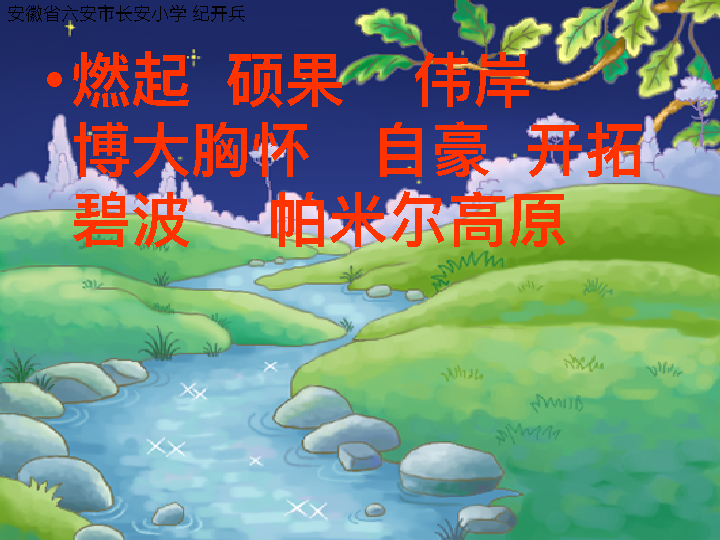 安徽省六安市长安小学 纪开兵
•燃起 硕果 伟岸
博大胸怀 自豪 开拓
碧波 帕米尔高原